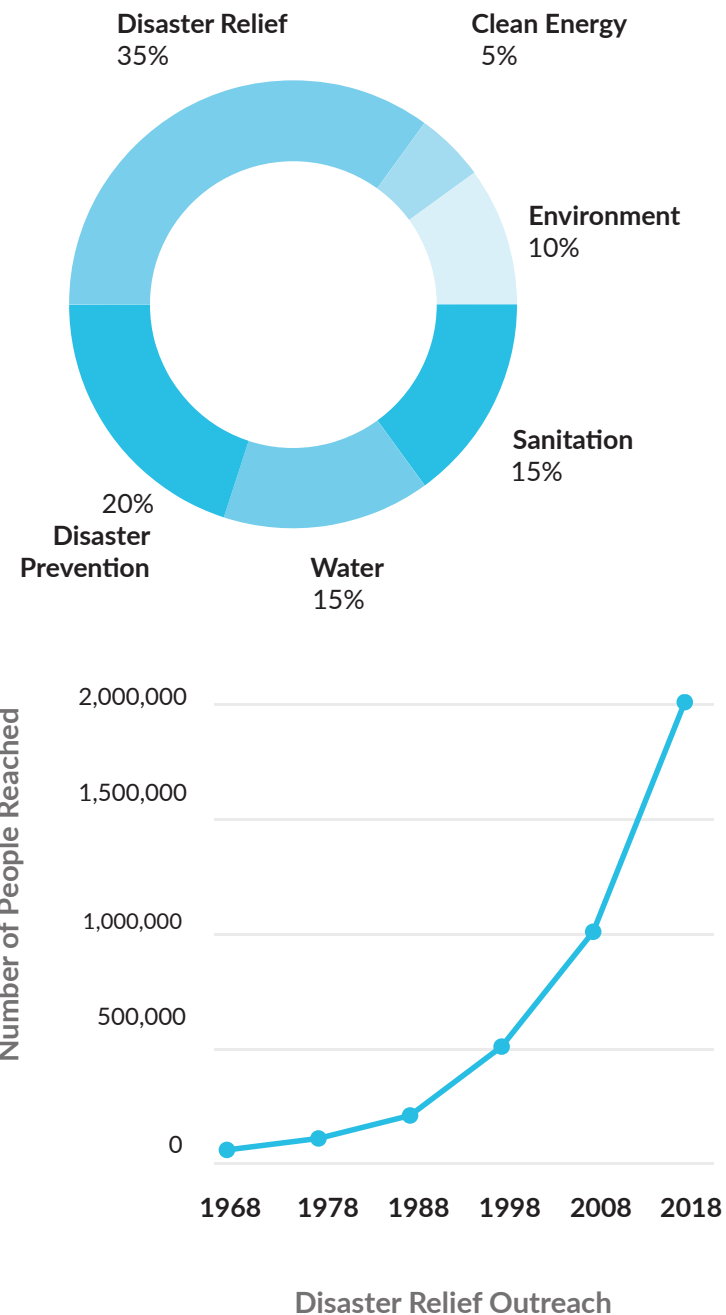 Disaster Relief
35%
Clean Energy
5%
Environment
10%
Sanitation
15%
20%
Disaster
Prevention
Water
15%
Number of People Reached
2,000,000
1,500,000
1,000,000
500,000
0
1968 1978 1988 1998 2008 2018
Disaster Relief Outreach